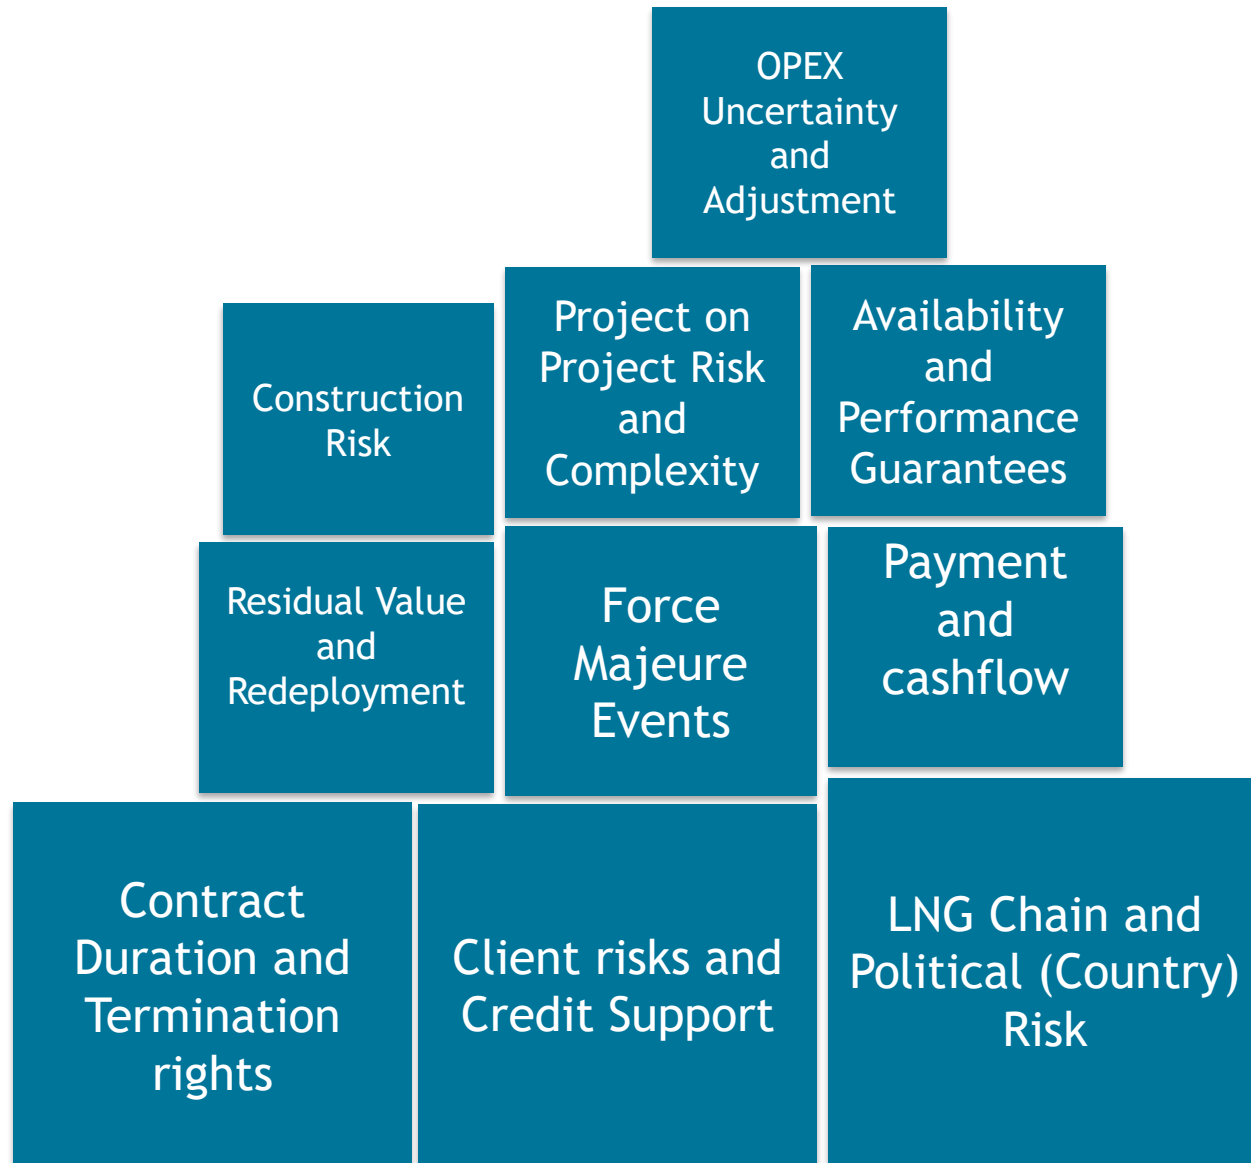 OPEX
Uncertainty
and
Adjustment
Construction
Risk
Project on
Project Risk
and
Complexity
Availability
and
Performance
Guarantees
Residual Value
and
Redeployment
Force
Majeure
Events
Payment
and
cashflow
Contract
Duration and
Termination
rights
Client risks and
Credit Support
LNG Chain and
Political (Country)
Risk